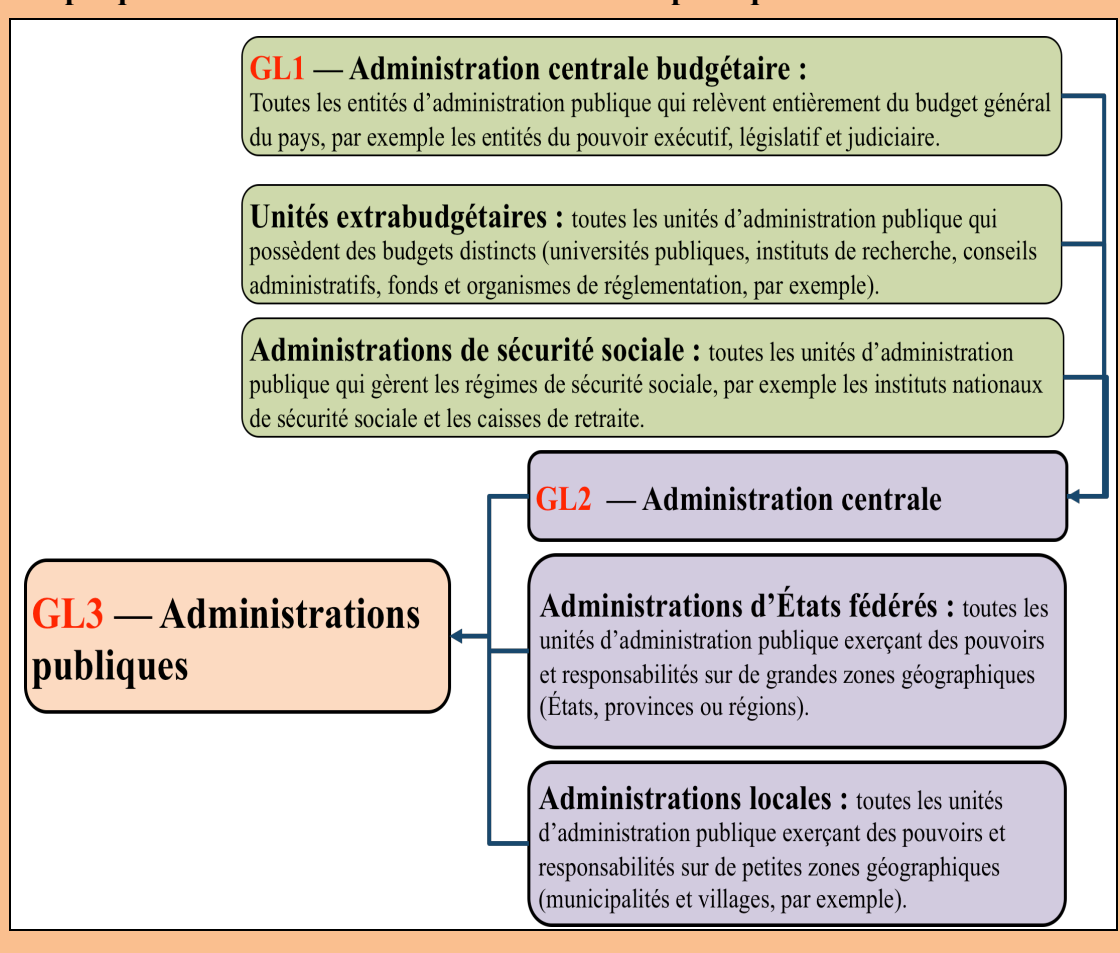 GL1 — Administration centrale budgétaire :
Toutes les entités d’administration publique qui relèvent entièrement du budget général
du pays, par exemple les entités du pouvoir exécutif, législatif et judiciaire.
Unités extrabudgétaires : toutes les unités d’administration publique qui
possèdent des budgets distincts (universités publiques, instituts de recherche, conseils
administratifs, fonds et organismes de réglementation, par exemple).
Administrations de sécurité sociale : toutes les unités d’administration
publique qui gèrent les régimes de sécurité sociale, par exemple les instituts nationaux
de sécurité sociale et les caisses de retraite.
GL2 — Administration centrale
GL3 — Administrations
publiques
Administrations d’États fédérés : toutes les
unités d’administration publique exerçant des pouvoirs
et responsabilités sur de grandes zones géographiques
(États, provinces ou régions).
Administrations locales : toutes les unités
d’administration publique exerçant des pouvoirs et
responsabilités sur de petites zones géographiques
(municipalités et villages, par exemple).